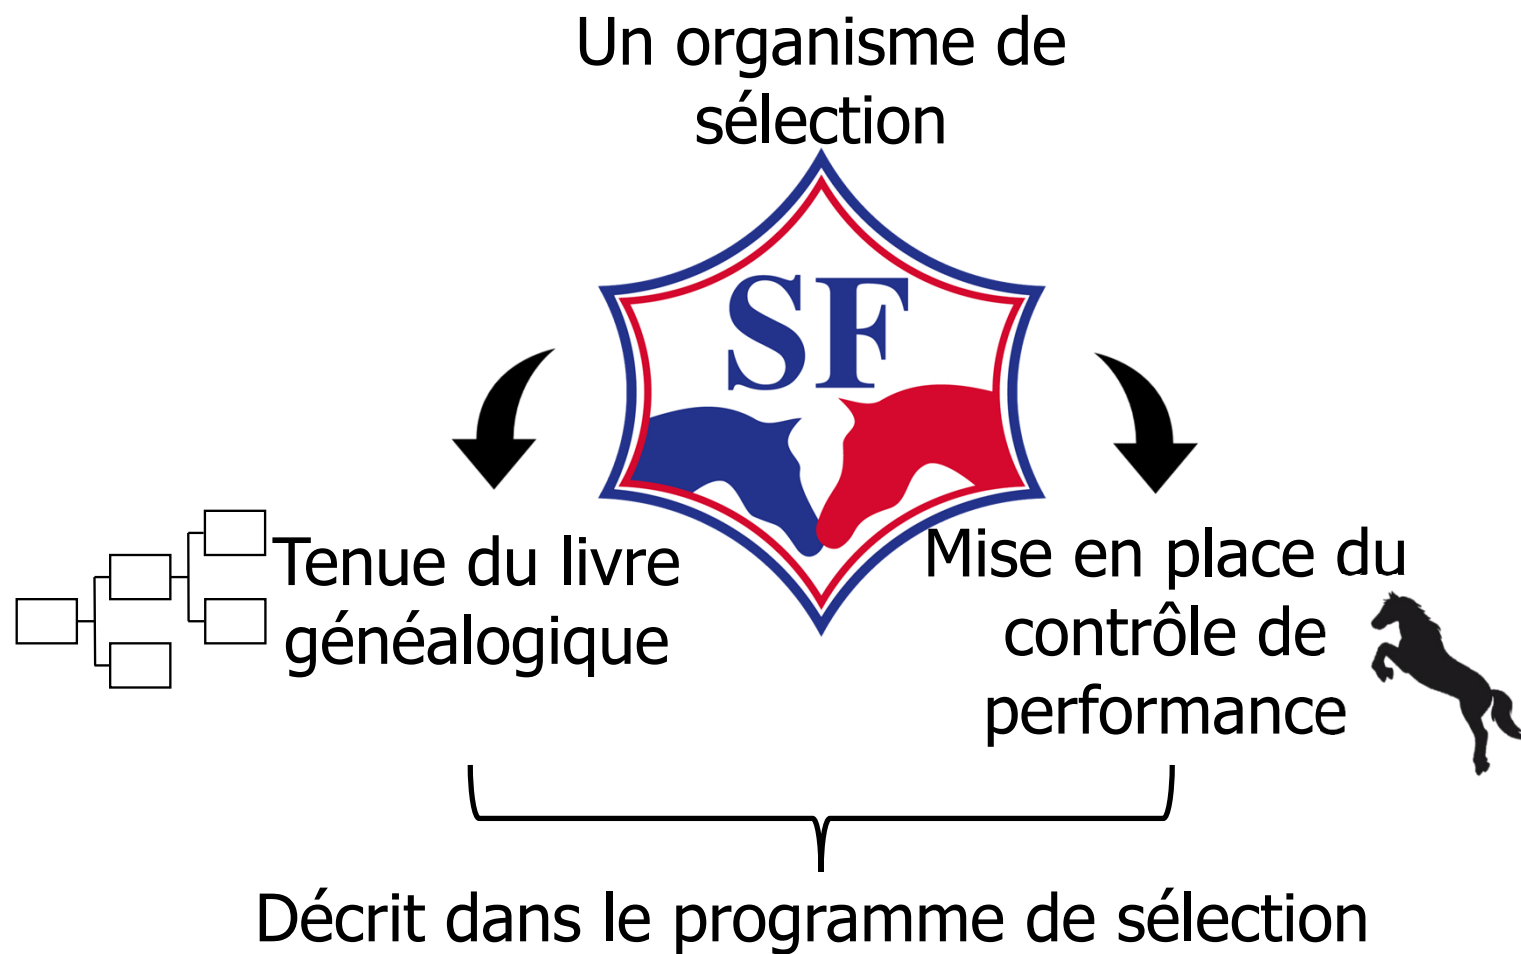 Un organisme de
sélection
SF
Tenue du livre
généalogique
Mise en place du
contrôle de
performance
Décrit dans le programme de sélection